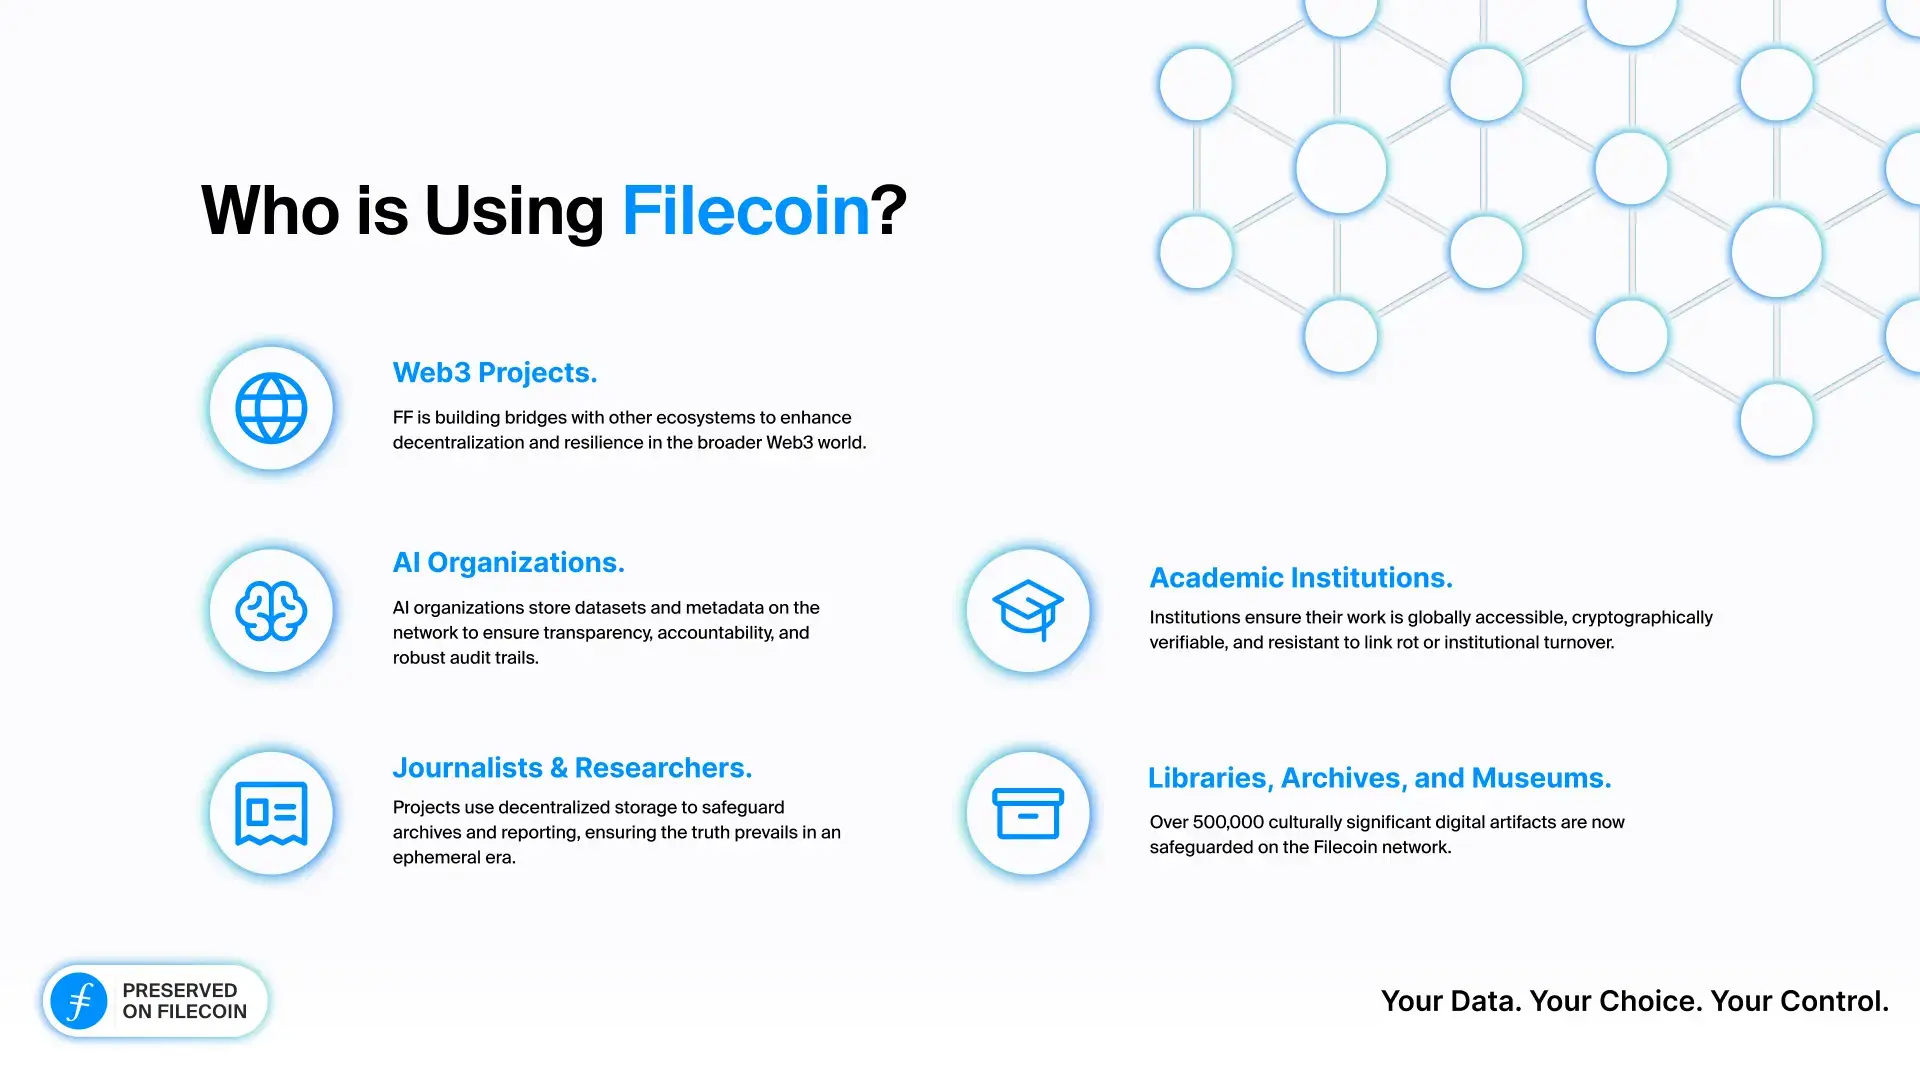 Who is Using Filecoin?
Web3 Projects.
FF is building bridges with other ecosystems to enhance
decentralization and resilience in the broader Web3 world.
AI Organizations.
AI organizations store datasets and metadata on the
network to ensure transparency, accountability, and
robust audit trails.
Academic Institutions.
Institutions ensure their work is globally accessible, cryptographically
verifiable, and resistant to link rot or institutional turnover.
Journalists & Researchers.
Projects use decentralized storage to safeguard
archives and reporting, ensuring the truth prevails in an
ephemeral era.
Libraries, Archives, and Museums.
Over 500,000 culturally significant digital artifacts are now
safeguarded on the Filecoin network.
PRESERVED
ON FILECOIN
Your Data. Your Choice. Your Control.